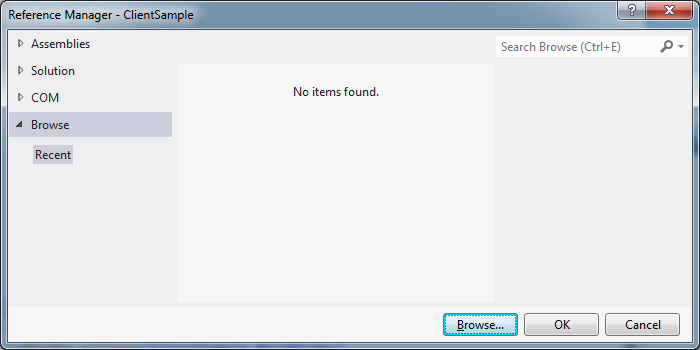 Reference Manager - ClientSample
?
Assemblies
Solution
COM
Browse
Recent
Search Browse (Ctrl+E)
No items found.
Browse...
OK
Cancel